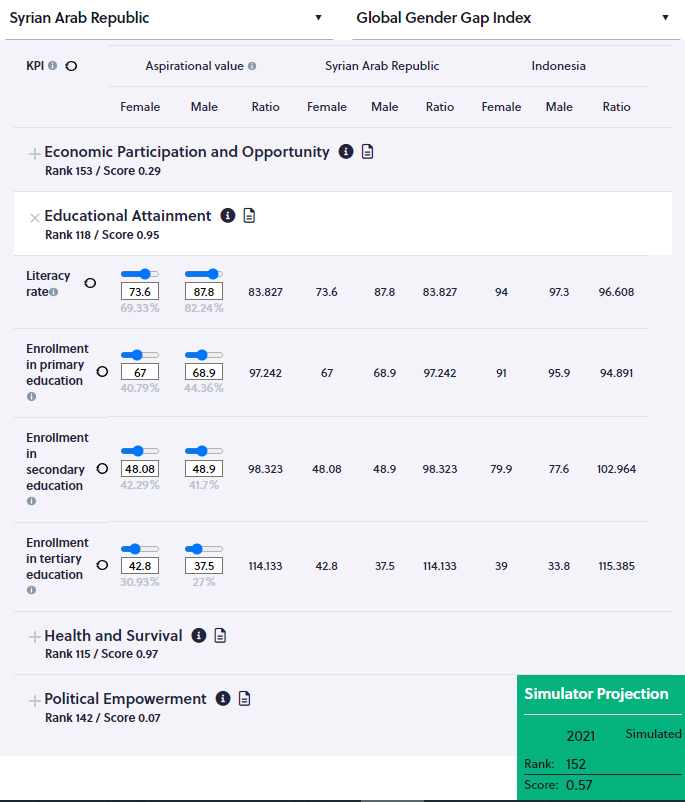 Syrian Arab Republic Global Gender Gap Index
KPI Aspirational value Syrian Arab Republic Indonesia
Female Male Ratio Female Male Ratio Female Male Ratio
Economic Participation and Opportunity
Rank 153 / Score 0.29
Educational Attainment
Rank 118 / Score 0.95
Literacy
rate 73.6 87.8 83.827 73.6 87.8 83.827 94 97.3 96.608
69.33% 82.24%
Enrollment
in primary
education 67 68.9 97.242 67 68.9 97.242 91 95.9 94.891
40.79% 44.36%
Enrollment
in
secondary 48.08 48.9 98.323 48.08 48.9 98.323 79.9 77.6 102.964
education 42.29% 41.7%
Enrollment
in tertiary 42.8 37.5 114.133 42.8 37.5 114.133 39 33.8 115.385
education 30.93% 27%
Health and Survival
Rank 115 / Score 0.97
Political Empowerment
Rank 142 / Score 0.07
Simulator Projection
2021 Simulated
Rank: 152
Score: 0.57